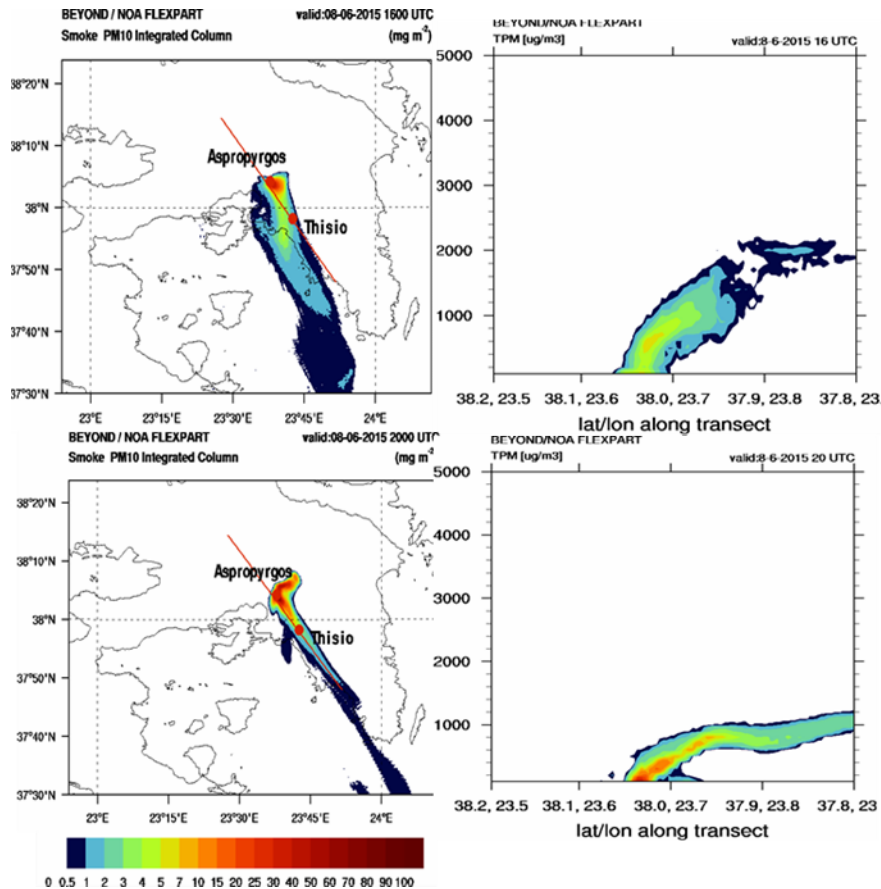 BEYOND / NOA FLEXPART valid:08-06-2015 1600 UTC
Smoke PM10 Integrated Column (mg m⁻²)
38°20'N
38°10'N
38°N
37°50'N
37°40'N
37°30'N
Aspropyrgos
Thisio
23°E 23°15'E 23°30'E 23°45'E 24°E
BEYOND/NOA FLEXPART
TPM [ug/m3] valid:8-6-2015 16 UTC
5000
4000
3000
2000
1000
38.2, 23.5 38.1, 23.6 38.0, 23.7 37.9, 23.8 37.8, 23
lat/lon along transect
BEYOND / NOA FLEXPART valid:08-06-2015 2000 UTC
Smoke PM10 Integrated Column (mg m⁻²
38°20'N
38°10'N
38°N
37°50'N
37°40'N
37°30'N
Aspropyrgos
Thisio
23°E 23°15'E 23°30'E 23°45'E 24°E
BEYOND/NOA FLEXPART
TPM [ug/m3] valid:8-6-2015 20 UTC
5000
4000
3000
2000
1000
38.2, 23.5 38.1, 23.6 38.0, 23.7 37.9, 23.8 37.8, 23
lat/lon along transect
0 0.5 1 2 3 4 5 7 10 15 20 25 30 40 50 60 70 80 90 100